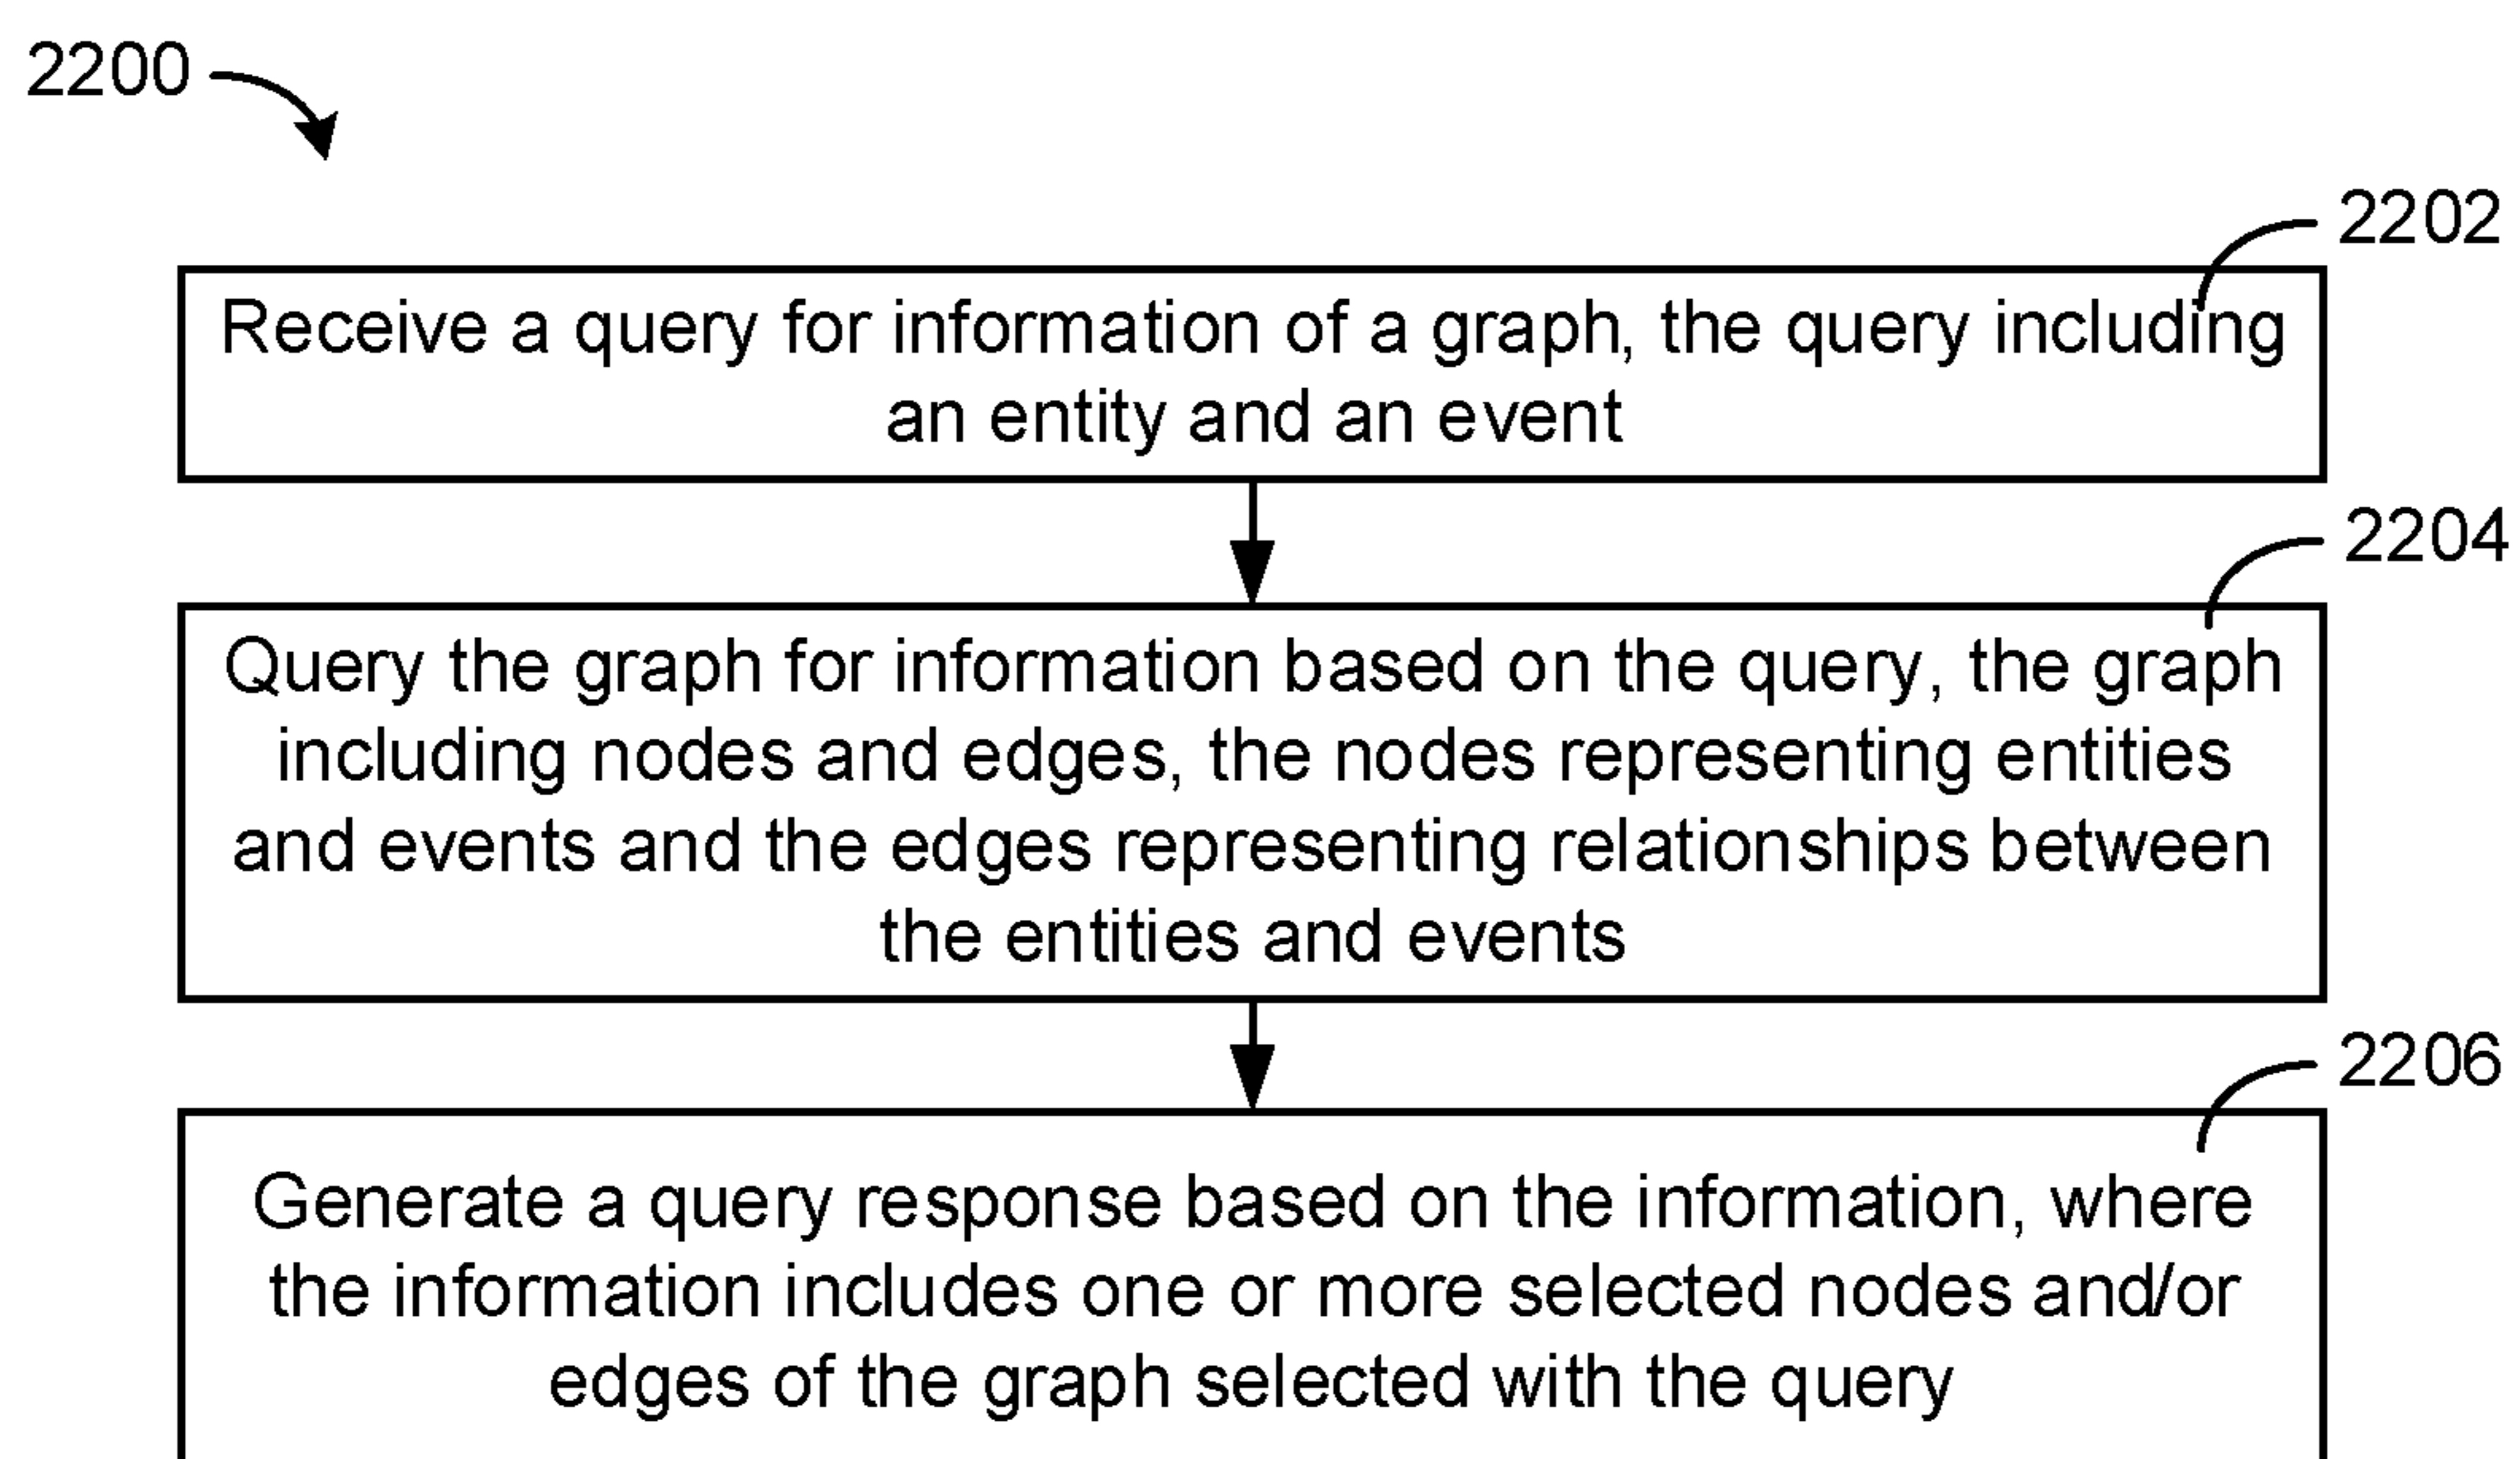 2200
2202
Receive a query for information of a graph, the query including
an entity and an event
2204
Query the graph for information based on the query, the graph
including nodes and edges, the nodes representing entities
and events and the edges representing relationships between
the entities and events
2206
Generate a query response based on the information, where
the information includes one or more selected nodes and/or
edges of the graph selected with the query